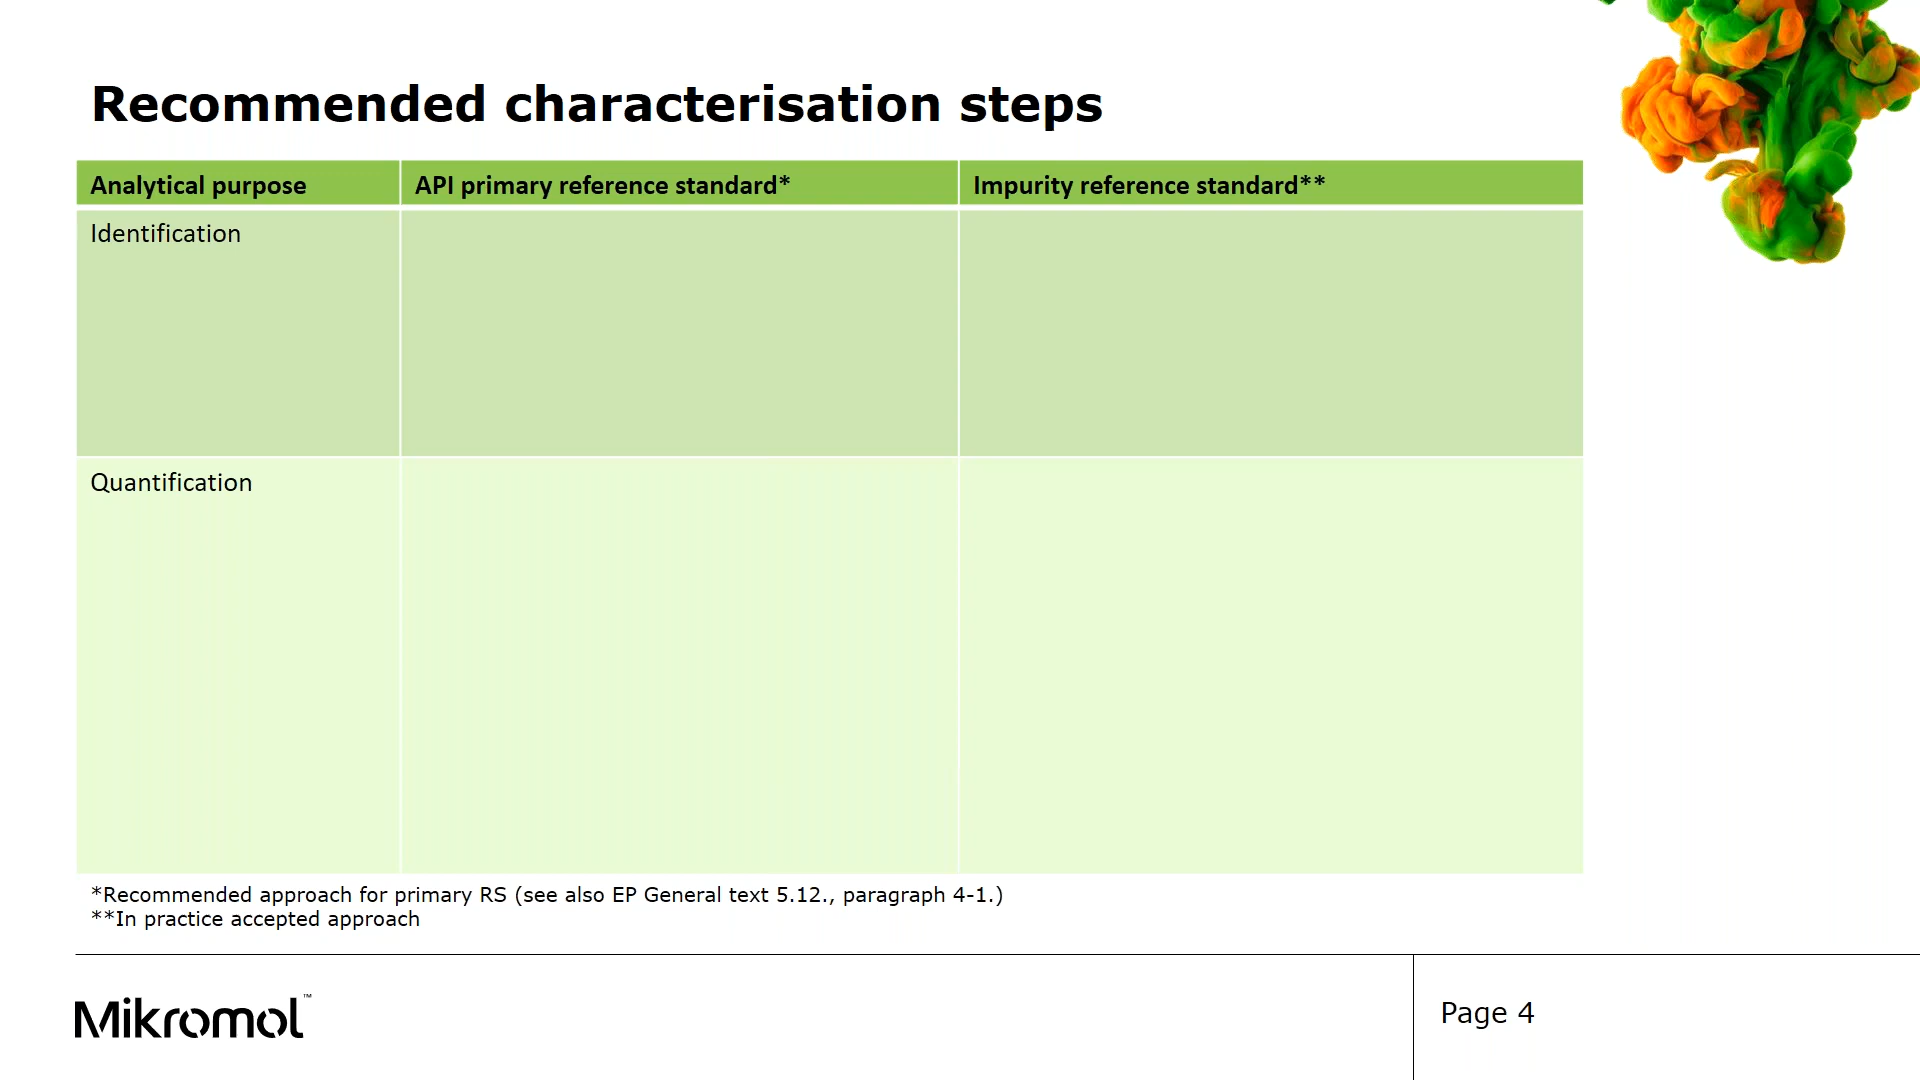 Recommended characterisation steps
Analytical purpose API primary reference standard* Impurity reference standard**
Identification
Quantification
*Recommended approach for primary RS (see also EP General text 5.12., paragraph 4-1.)
**In practice accepted approach
Mikromol™
Page 4